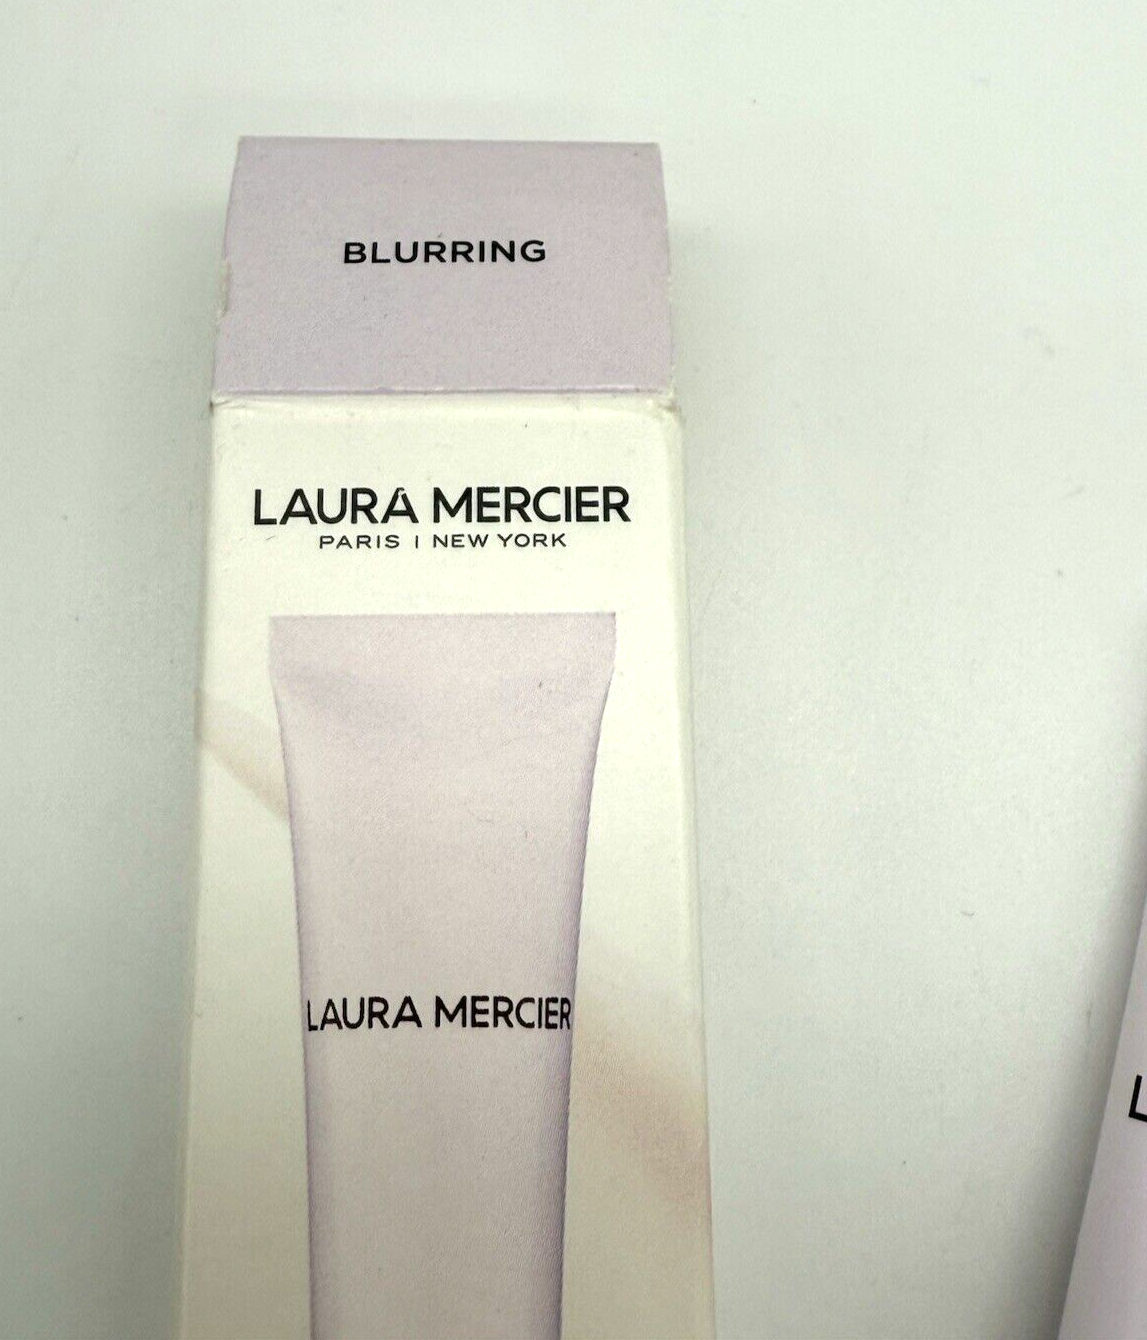 BLURRING
LAURA MERCIER
PARIS | NEW YORK
LAURA MERCIER
L